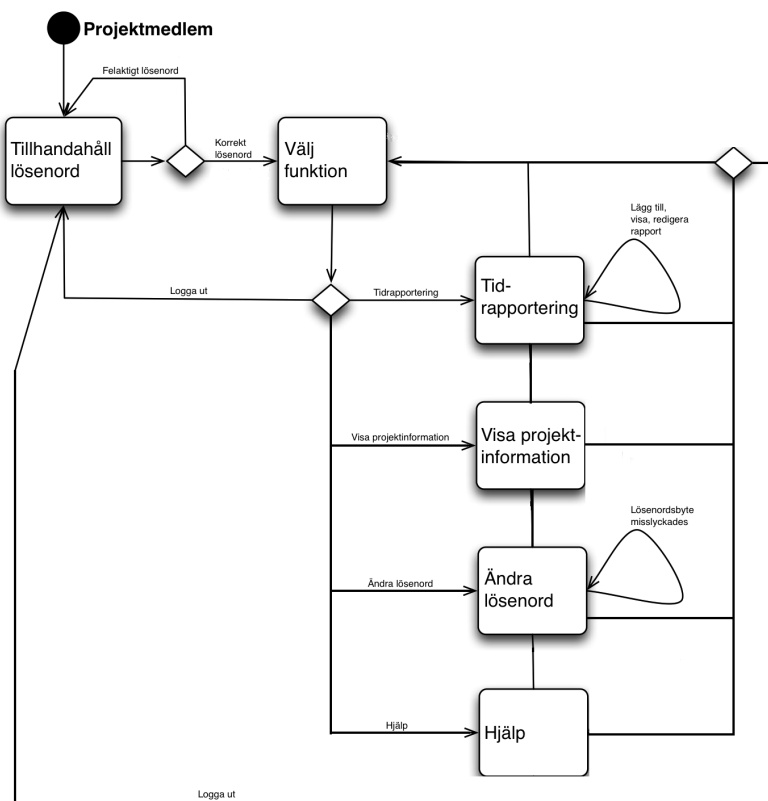 Projektmedlem
Felaktigt lösenord
Tillhandahåll
lösenord
Korrekt
lösenord
Välj
funktion
Lägg till,
visa, redigera
rapport
Logga ut
Tidrapportering
Tid-
rapportering
Visa projektinformation
Visa projekt-
information
Lösenordsbyte
misslyckades
Ändra lösenord
Ändra
lösenord
Hjälp
Hjälp
Logga ut